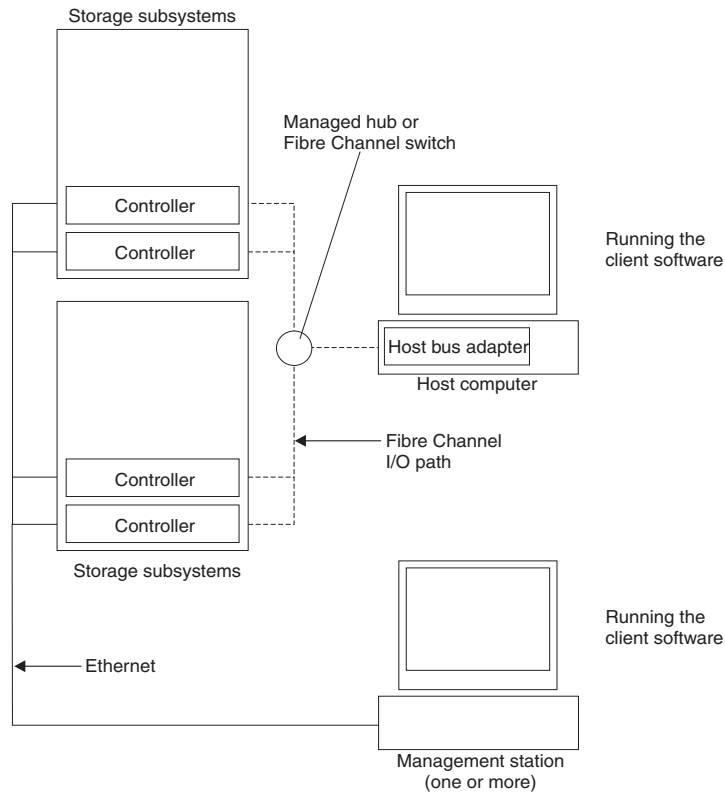 Storage subsystems
Managed hub or
Fibre Channel switch
Controller
Controller
Running the
client software
Host bus adapter
Host computer
Fibre Channel
I/O path
Controller
Controller
Storage subsystems
Running the
client software
Ethernet
Management station
(one or more)